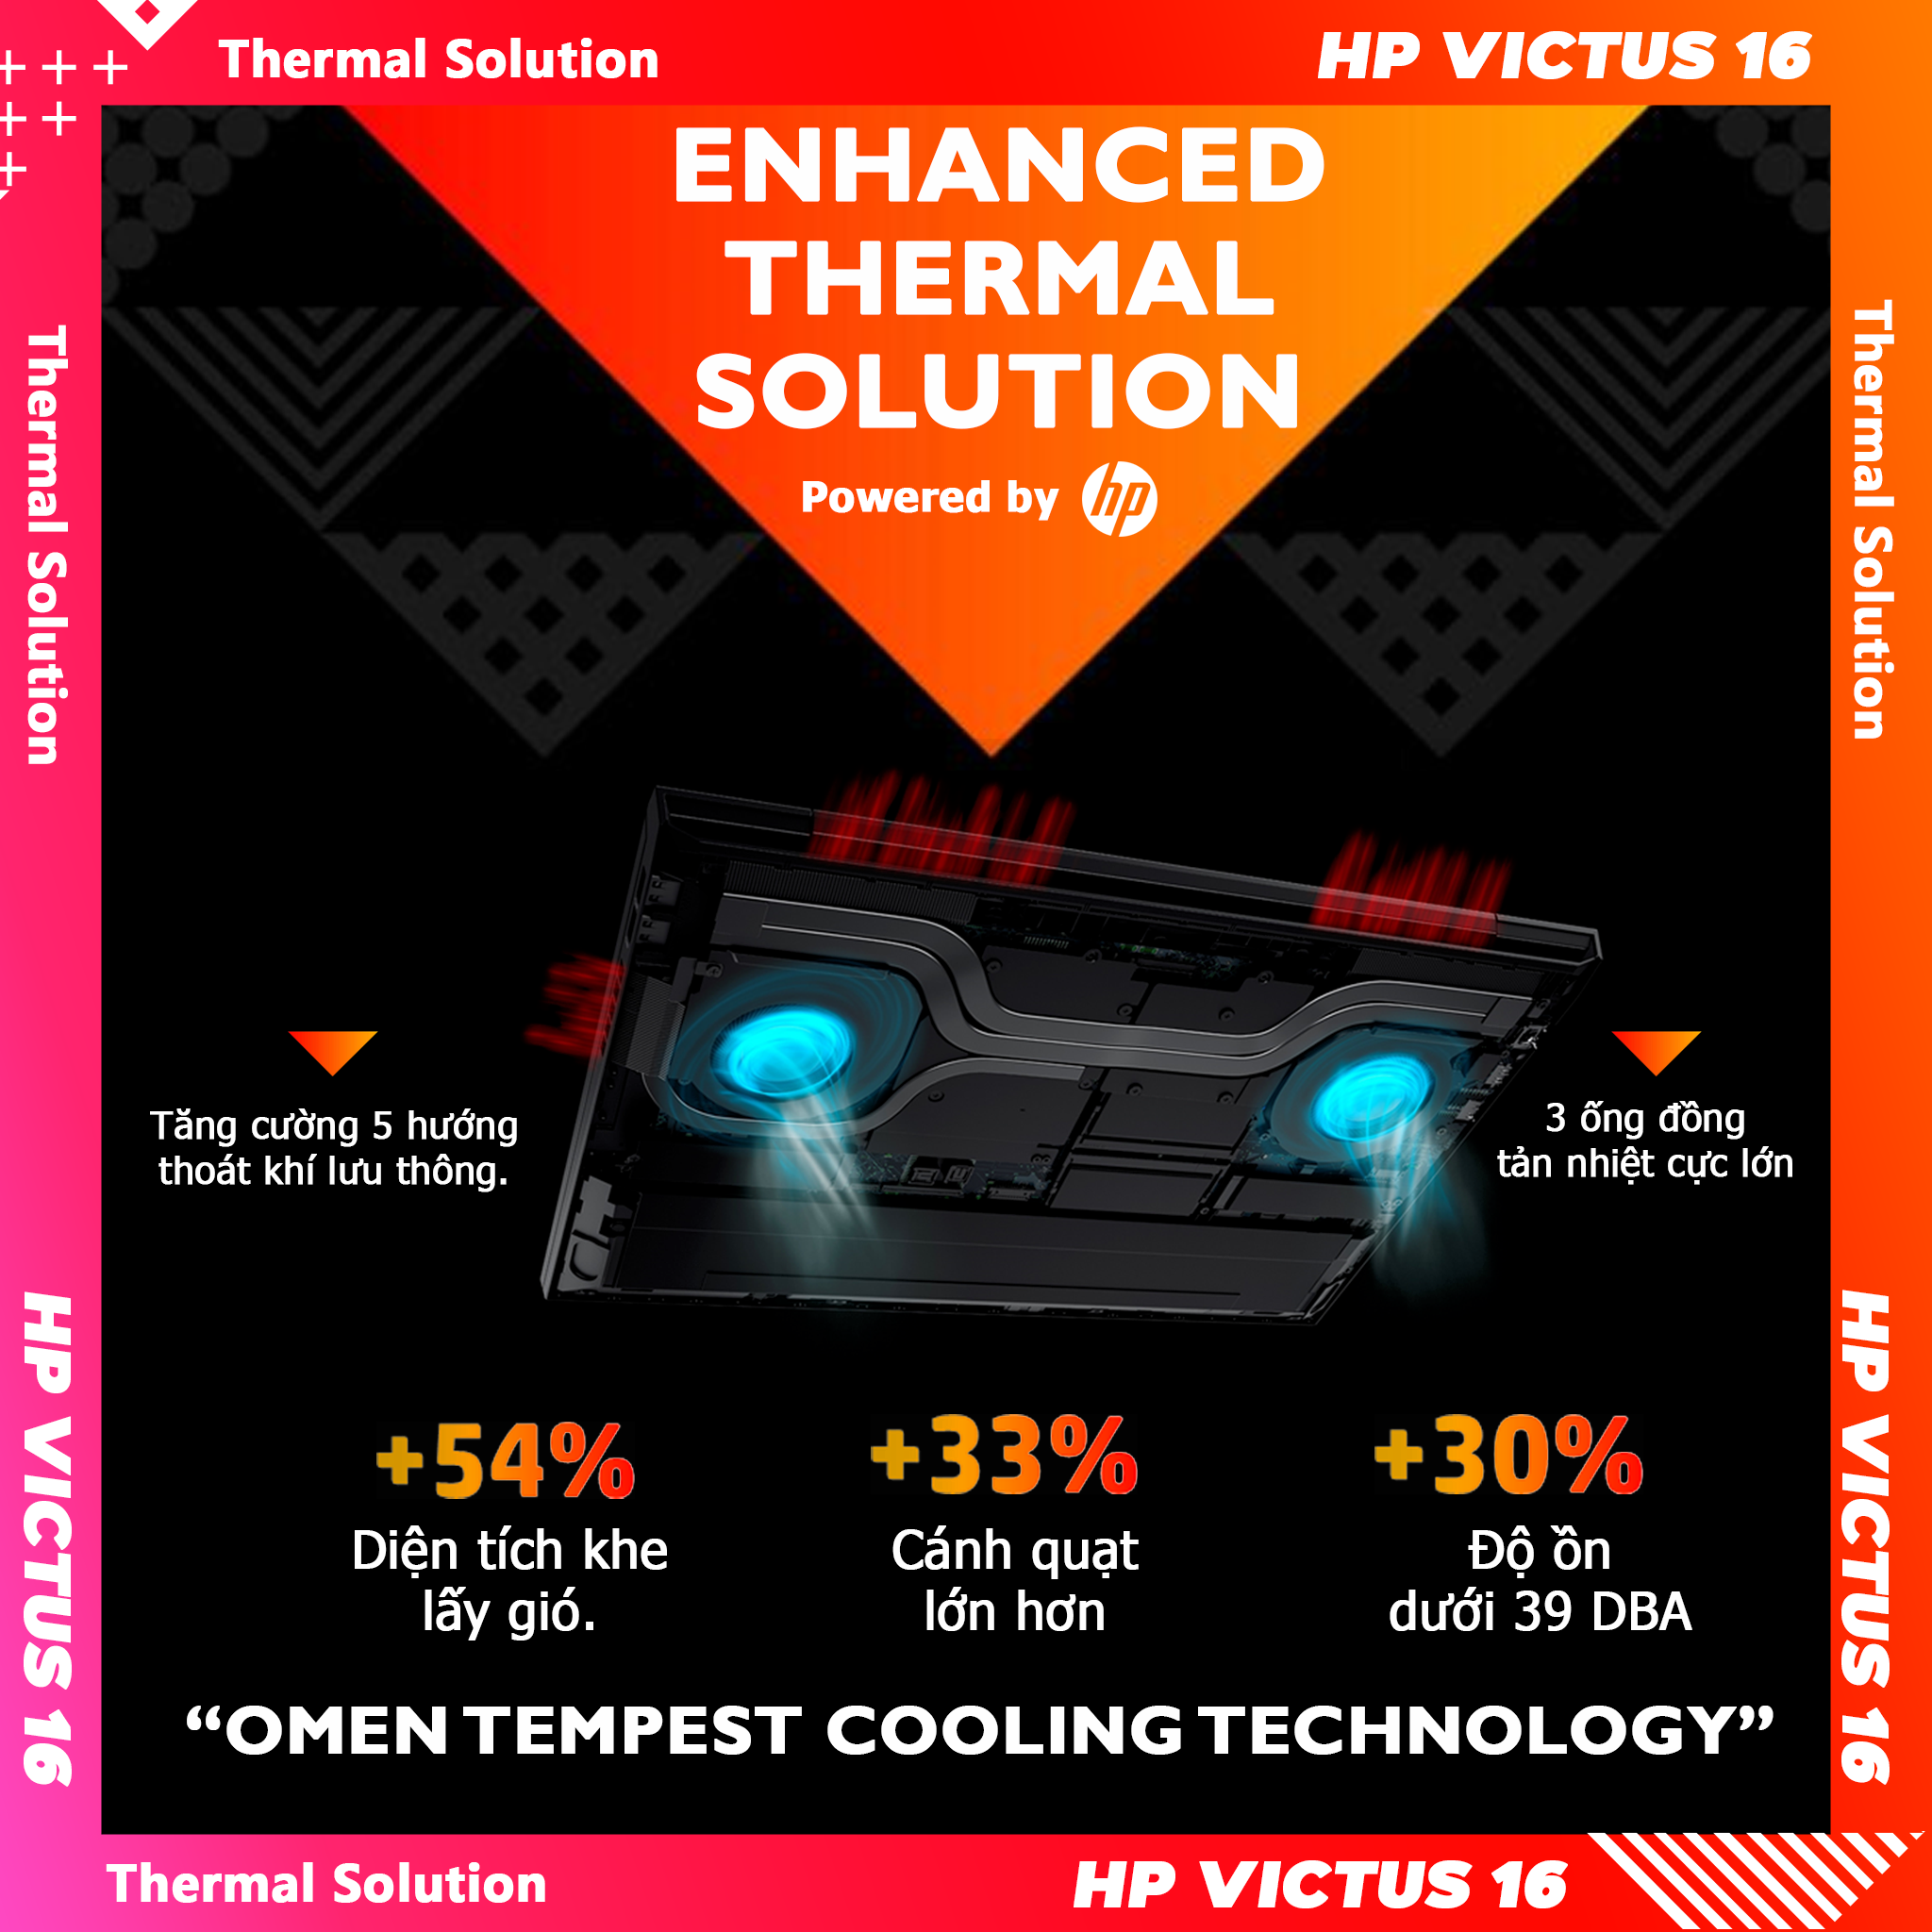 Thermal Solution
HP VICTUS 16
ENHANCED
THERMAL
SOLUTION
Powered by hp
Thermal Solution
Thermal Solution
Tăng cường 5 hướng
thoát khí lưu thông.
3 ống đồng
tản nhiệt cực lớn
HP VICTUS 16
HP VICTUS 16
+54%
Diện tích khe
lấy gió.
+33%
Cánh quạt
lớn hơn
+30%
Độ ồn
dưới 39 DBA
“OMEN TEMPEST COOLING TECHNOLOGY”
Thermal Solution
HP VICTUS 16